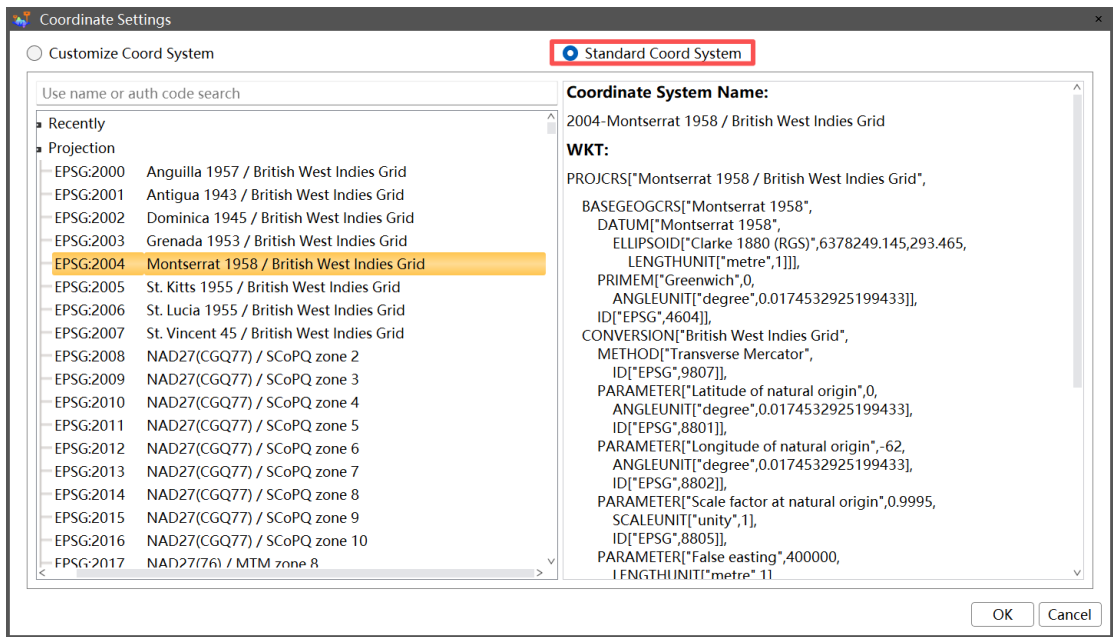 Coordinate Settings
Customize Coord System
Standard Coord System
Use name or auth code search
Recently
Projection
EPSG:2000 Anguilla 1957 / British West Indies Grid
EPSG:2001 Antigua 1943 / British West Indies Grid
EPSG:2002 Dominica 1945 / British West Indies Grid
EPSG:2003 Grenada 1953 / British West Indies Grid
EPSG:2004 Montserrat 1958 / British West Indies Grid
EPSG:2005 St. Kitts 1955 / British West Indies Grid
EPSG:2006 St. Lucia 1955 / British West Indies Grid
EPSG:2007 St. Vincent 45 / British West Indies Grid
EPSG:2008 NAD27(CGQ77) / SCoPQ zone 2
EPSG:2009 NAD27(CGQ77) / SCoPQ zone 3
EPSG:2010 NAD27(CGQ77) / SCoPQ zone 4
EPSG:2011 NAD27(CGQ77) / SCoPQ zone 5
EPSG:2012 NAD27(CGQ77) / SCoPQ zone 6
EPSG:2013 NAD27(CGQ77) / SCoPQ zone 7
EPSG:2014 NAD27(CGQ77) / SCoPQ zone 8
EPSG:2015 NAD27(CGQ77) / SCoPQ zone 9
EPSG:2016 NAD27(CGQ77) / SCoPQ zone 10
EPSG:2017 NAD27(76) / MTM zone 8
Coordinate System Name:
2004-Montserrat 1958 / British West Indies Grid
WKT:
PROJCRS["Montserrat 1958 / British West Indies Grid",
BASEGEOGCRS["Montserrat 1958",
DATUM["Montserrat 1958",
ELLIPSOID["Clarke 1880 (RGS)",6378249.145,293.465,
LENGTHUNIT["metre",1]]],
PRIMEM["Greenwich",0,
ANGLEUNIT["degree",0.0174532925199433]],
ID["EPSG",4604]],
CONVERSION["British West Indies Grid",
METHOD["Transverse Mercator",
ID["EPSG",9807]],
PARAMETER["Latitude of natural origin",0,
ANGLEUNIT["degree",0.0174532925199433],
ID["EPSG",8801]],
PARAMETER["Longitude of natural origin",-62,
ANGLEUNIT["degree",0.0174532925199433],
ID["EPSG",8802]],
PARAMETER["Scale factor at natural origin",0.9995,
SCALEUNIT["unity",1],
ID["EPSG",8805]],
PARAMETER["False easting",400000,
LENGTHUNIT["metre",1]
OK
Cancel